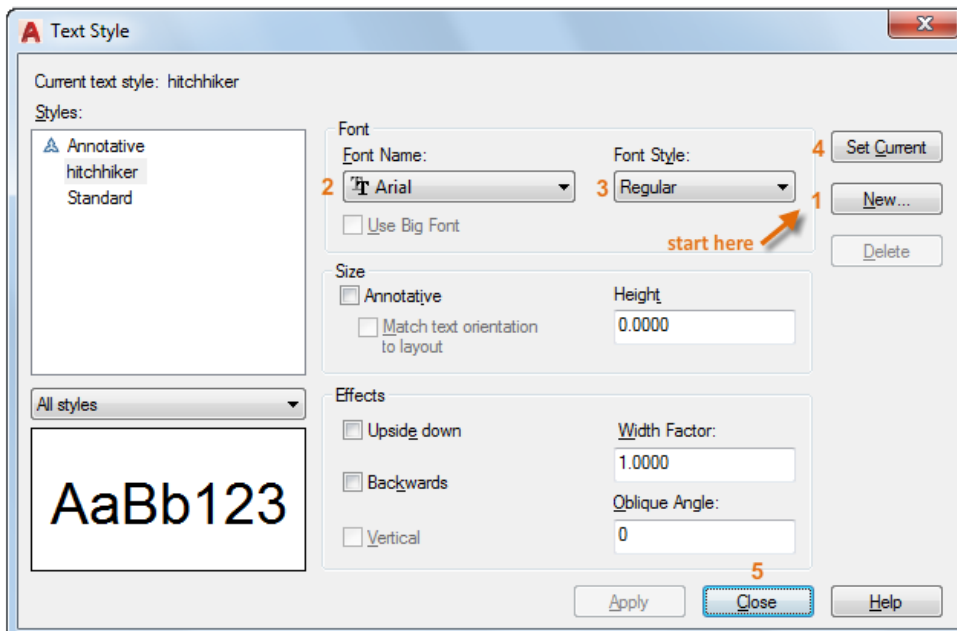 Text Style
Current text style: hitchhiker
Styles:
Annotative
hitchhiker
Standard
All styles
AaBb123
Font
Font Name:
2 Arial
Use Big Font
Font Style:
3 Regular
start here
4 Set Current
1 New...
Delete
Size
Annotative
Match text orientation
to layout
Height
0.0000
Effects
Upside down
Backwards
Vertical
Width Factor:
1.0000
Oblique Angle:
0
5
Apply
Close
Help